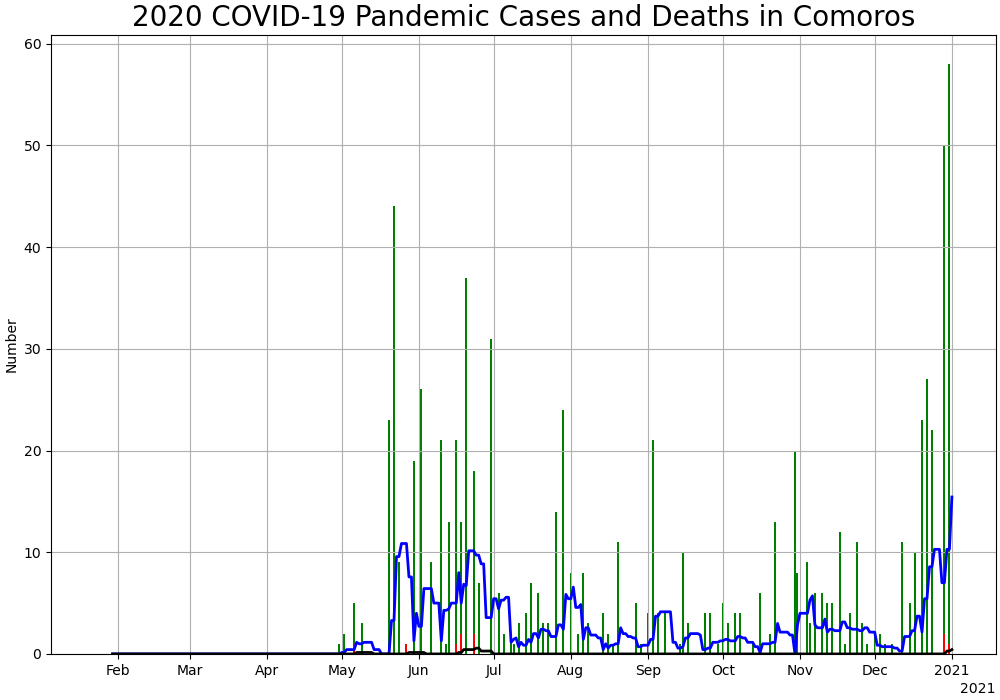 2020 COVID-19 Pandemic Cases and Deaths in Comoros
60
50
40
30
20
10
0
Number
Feb Mar Apr May Jun Jul Aug Sep Oct Nov Dec 2021
2021